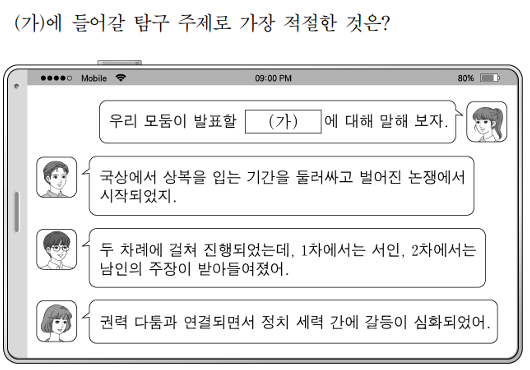 (가)에 들어갈 탐구 주제로 가장 적절한 것은?
●●●●○ Mobile 09:00 PM 80%
우리 모둠이 발표할 (가) 에 대해 말해 보자.
국상에서 상복을 입는 기간을 둘러싸고 벌어진 논쟁에서
시작되었지.
두 차례에 걸쳐 진행되었는데, 1차에서는 서인, 2차에서는
남인의 주장이 받아들여졌어.
권력 다툼과 연결되면서 정치 세력 간에 갈등이 심화되었어.